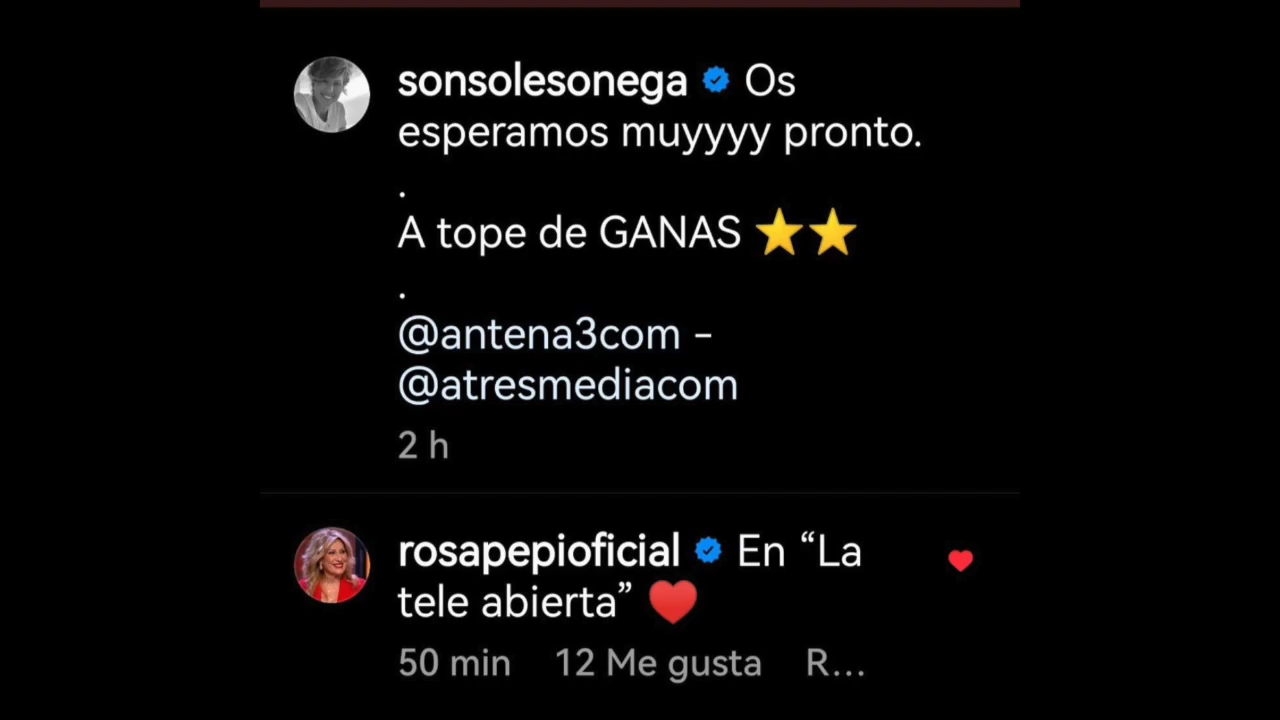 sonsolesonega Os
esperamos muyyyy pronto.
.
A tope de GANAS ⭐⭐
.
@antena3com -
@atresmediacom
2 h
rosapepioficial En “La
tele abierta” ♥️
50 min 12 Me gusta R...